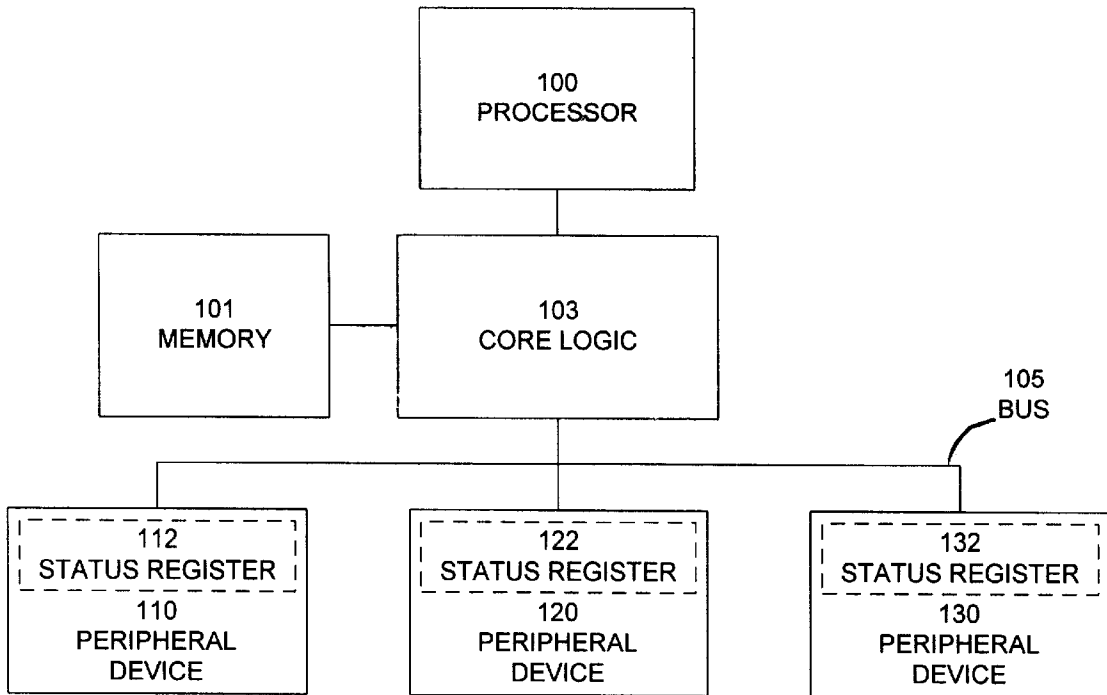 100
PROCESSOR
101
MEMORY
103
CORE LOGIC
105
BUS
112
STATUS REGISTER
110
PERIPHERAL
DEVICE
122
STATUS REGISTER
120
PERIPHERAL
DEVICE
132
STATUS REGISTER
130
PERIPHERAL
DEVICE